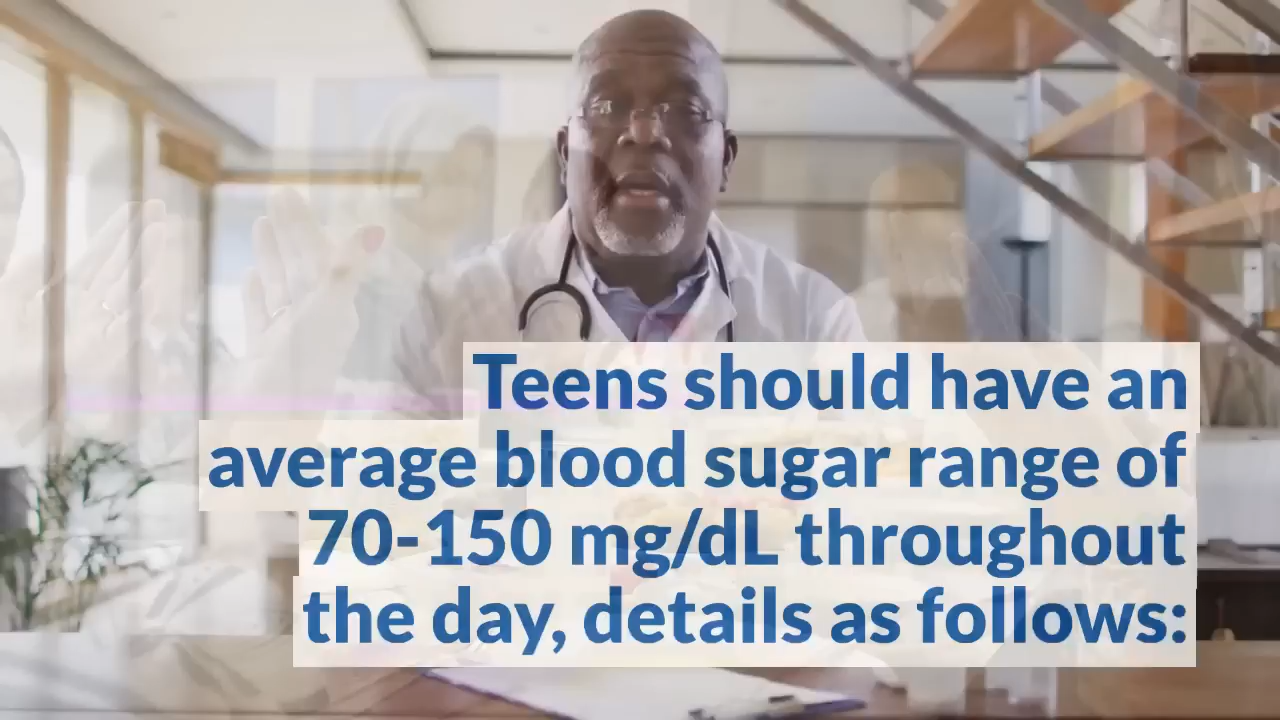 Teens should have an
average blood sugar range of
70-150 mg/dL throughout
the day, details as follows: